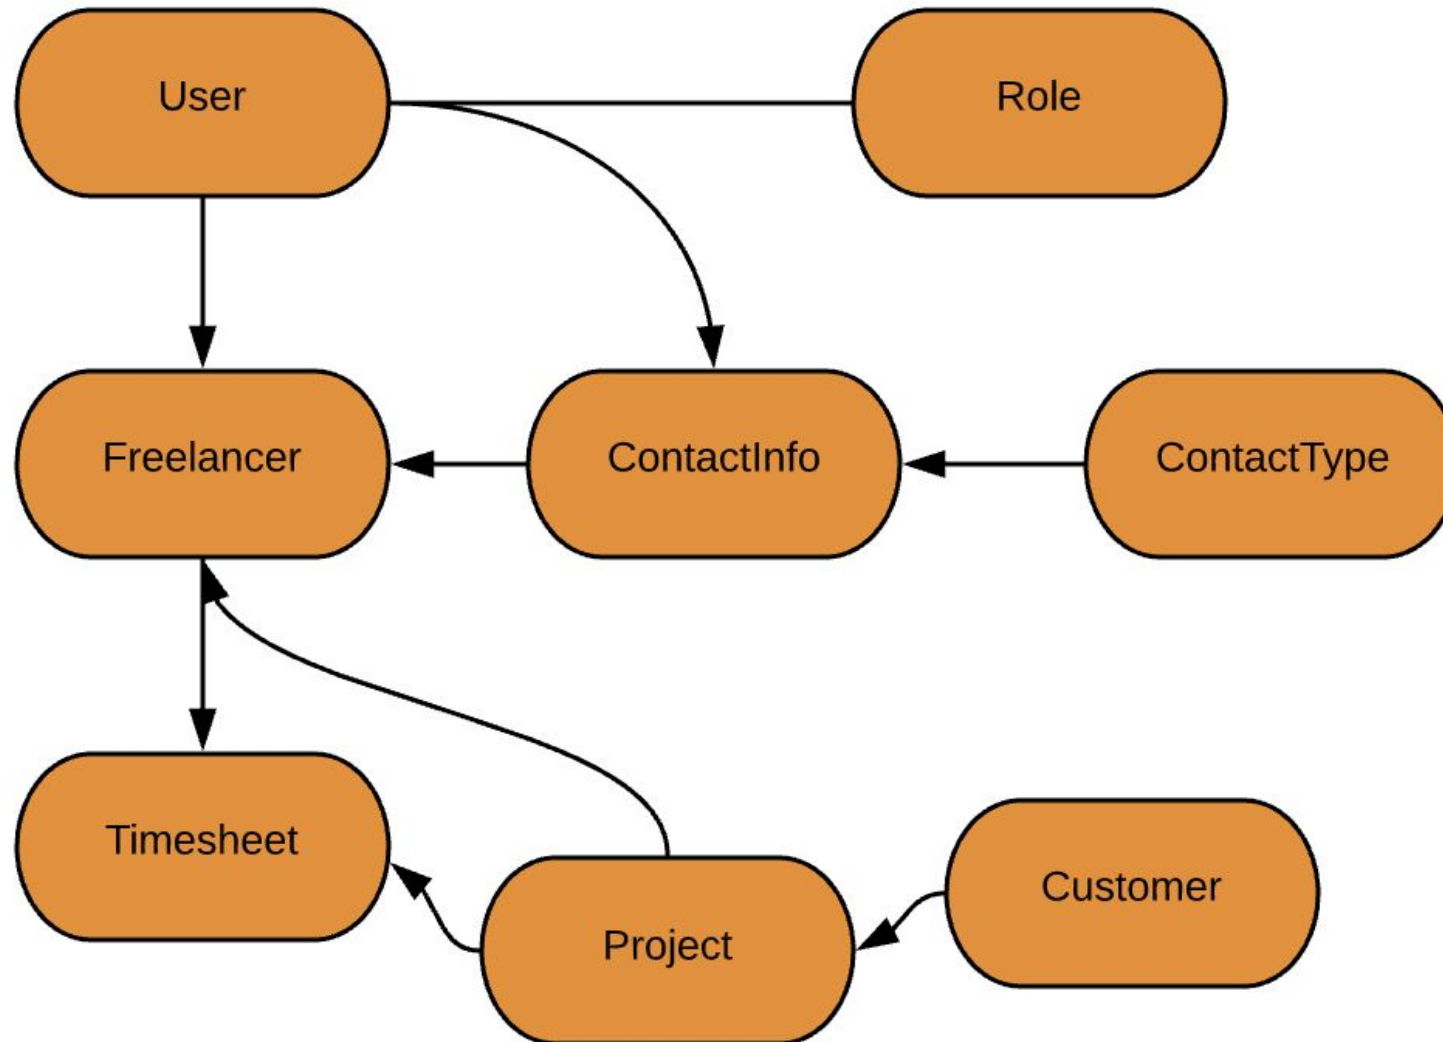 User
Role
Freelancer
ContactInfo
ContactType
Timesheet
Customer
Project